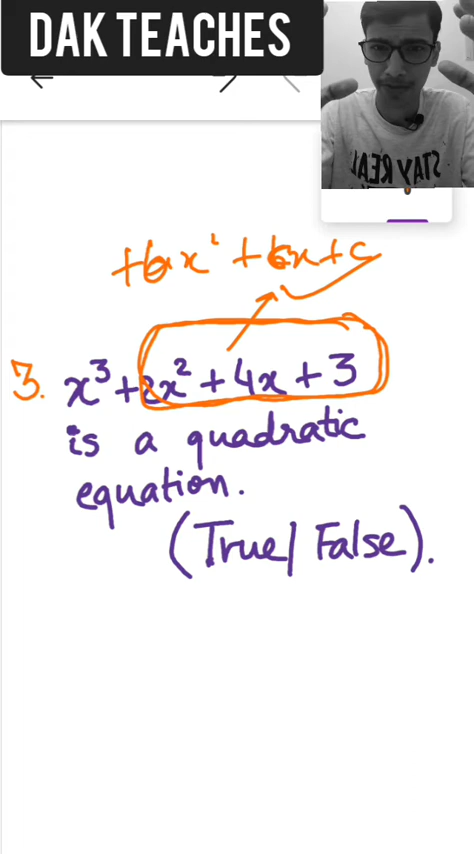 DAK TEACHES
STAY REAL
+ax² + bx + c
3. x³ + 2x² + 4x + 3
is a quadratic
equation.
(True/False).